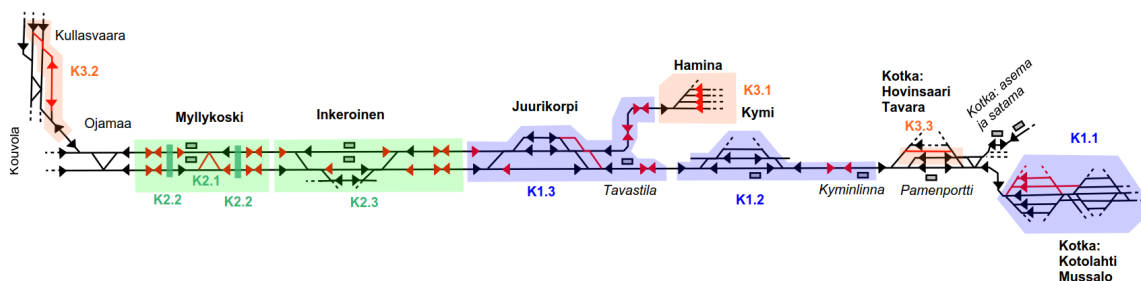 Kullasvaara
K3.2
Kouvola
Ojamaa
Myllykoski
K2.1
K2.2
K2.2
Inkeroinen
K2.3
Juurikorpi
K1.3
Tavastila
Hamina
K3.1
Kymi
K1.2
Kyminlinna
Kotka:
Hovinsaari
Tavara
K3.3
Pamenportti
Kotka: asema
ja satama
K1.1
Kotka:
Kotolahti
Mussalo